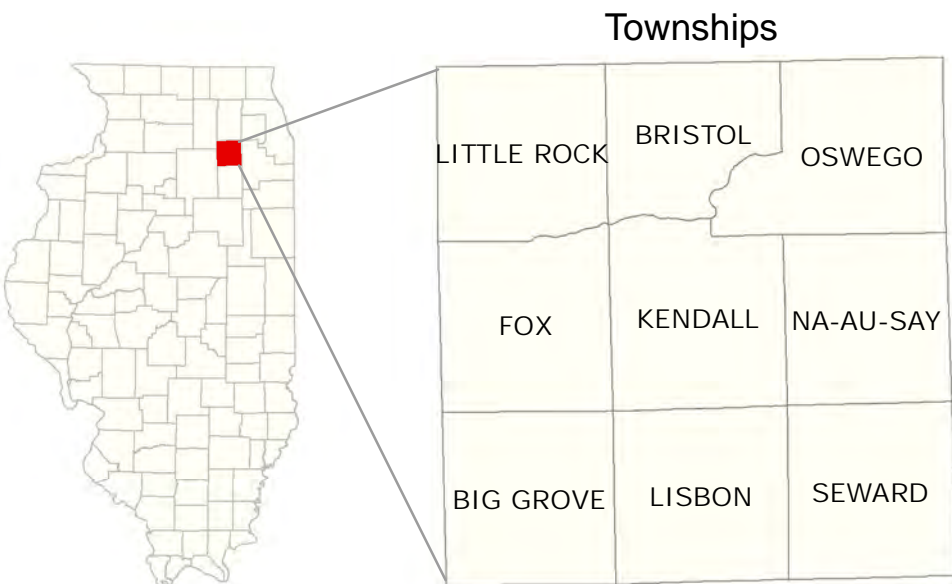 Townships
LITTLE ROCK
BRISTOL
OSWEGO
FOX
KENDALL
NA-AU-SAY
BIG GROVE
LISBON
SEWARD